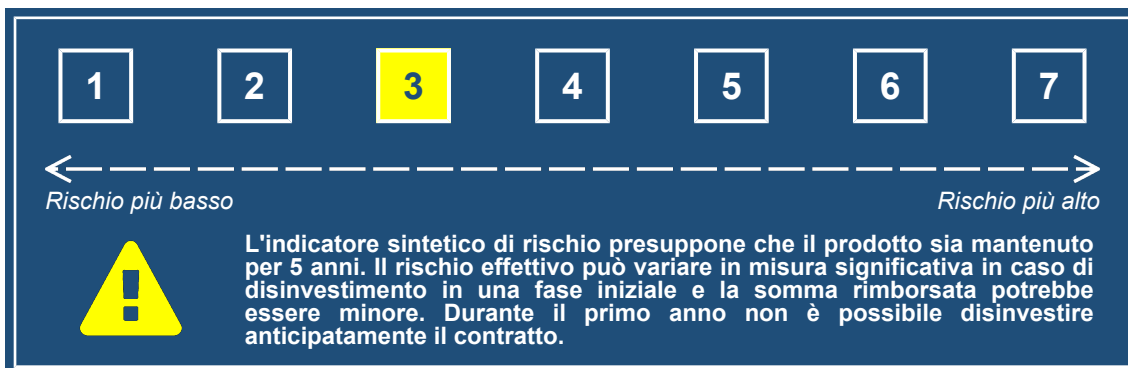 1 2 3 4 5 6 7
Rischio più basso Rischio più alto
L'indicatore sintetico di rischio presuppone che il prodotto sia mantenuto
per 5 anni. Il rischio effettivo può variare in misura significativa in caso di
disinvestimento in una fase iniziale e la somma rimborsata potrebbe
essere minore. Durante il primo anno non è possibile disinvestire
anticipatamente il contratto.